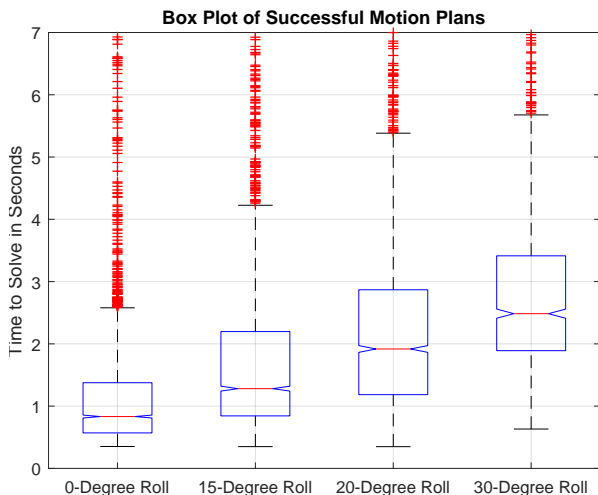 Box Plot of Successful Motion Plans
Time to Solve in Seconds
7
6
5
4
3
2
1
0
0-Degree Roll
15-Degree Roll
20-Degree Roll
30-Degree Roll